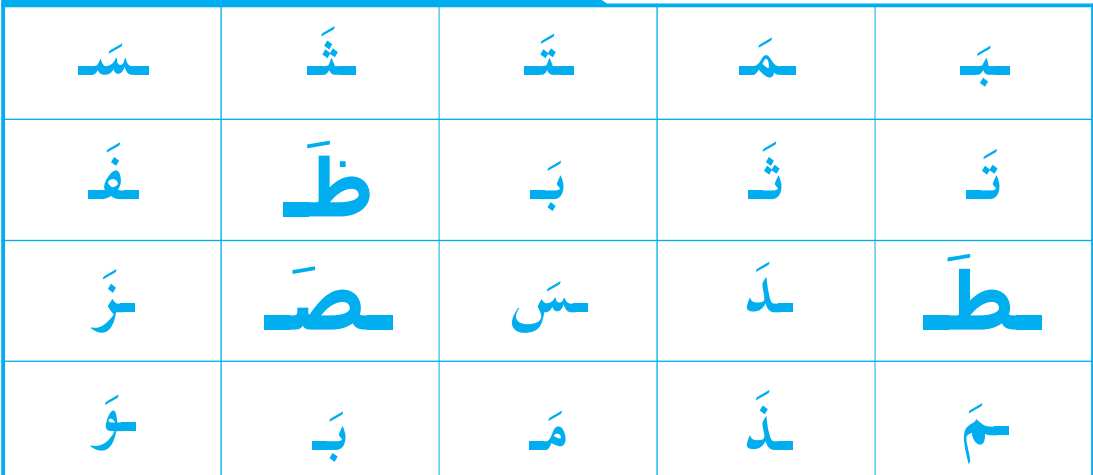 ـبَـ ـمَـ ـتَـ ـثَـ ـسَـ
تَـ ثَـ بَـ ظَـ ـفَـ
ـطَـ ـدَ ـسَ ـصَـ ـزَ
ـمَ ـذَ مَـ بَـ ـوَ